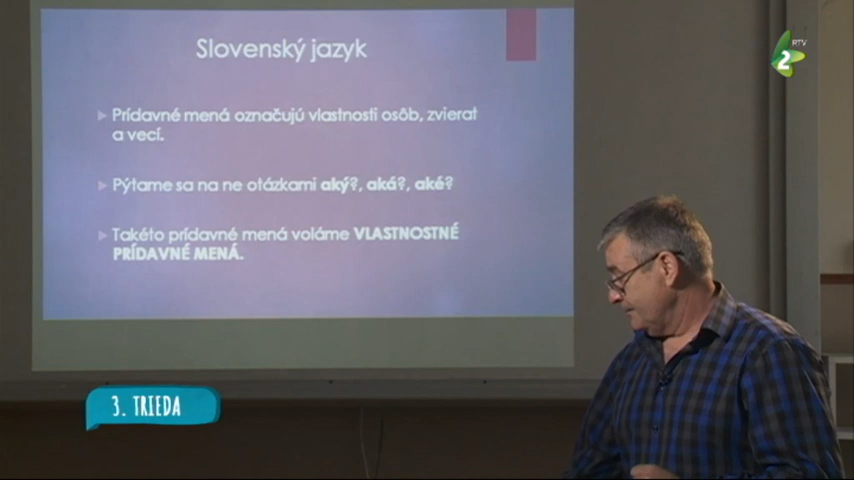 Slovenský jazyk
Prídavné mená označujú vlastnosti osôb, zvierat
a vecí.
Pýtame sa na ne otázkami aký?, aká?, aké?
Takéto prídavné mená voláme VLASTNOSTNÉ
PRÍDAVNÉ MENÁ.
3. TRIEDA
RTV
2